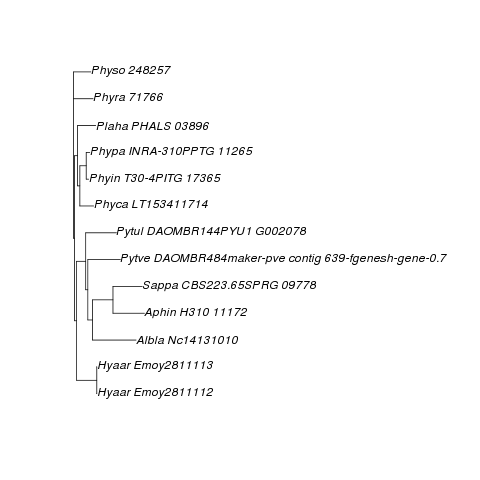 Physo 248257
Phyra 71766
Plaha PHALS 03896
Phypa INRA-310PPTG 11265
Phyin T30-4PITG 17365
Phyca LT153411714
Pytul DAOMBR144PYU1 G002078
Pytve DAOMBR484maker-pve contig 639-fgenesh-gene-0.7
Sappa CBS223.65SPRG 09778
Aphin H310 11172
Albla Nc14131010
Hyaar Emoy2811113
Hyaar Emoy2811112